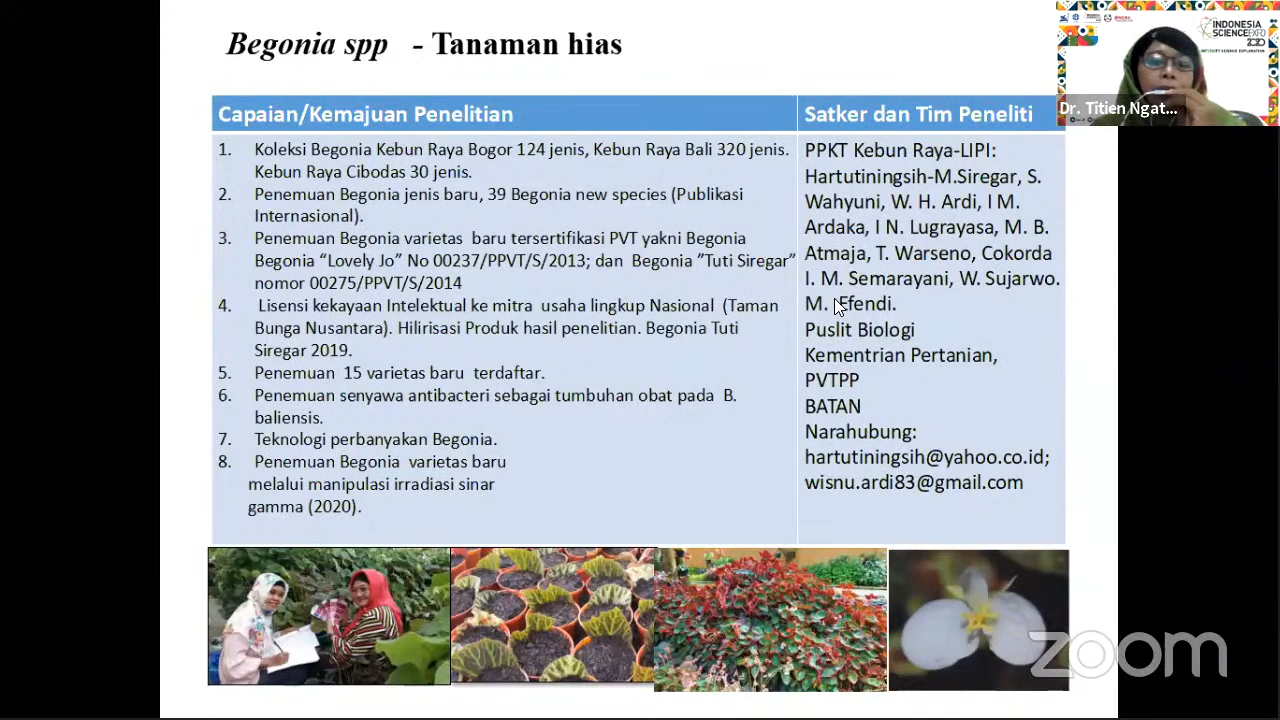 Begonia spp - Tanaman hias
Capaian/Kemajuan Penelitian
1. Koleksi Begonia Kebun Raya Bogor 124 jenis, Kebun Raya Bali 320 jenis.
Kebun Raya Cibodas 30 jenis.
2. Penemuan Begonia jenis baru, 39 Begonia new species (Publikasi
Internasional).
3. Penemuan Begonia varietas baru tersertifikasi PVT yakni Begonia
Begonia “Lovely Jo” No 00237/PPVT/S/2013; dan Begonia ”Tuti Siregar”
nomor 00275/PPVT/S/2014
4. Lisensi kekayaan Intelektual ke mitra usaha lingkup Nasional (Taman
Bunga Nusantara). Hilirisasi Produk hasil penelitian. Begonia Tuti
Siregar 2019.
5. Penemuan 15 varietas baru terdaftar.
6. Penemuan senyawa antibacteri sebagai tumbuhan obat pada B.
baliensis.
7. Teknologi perbanyakan Begonia.
8. Penemuan Begonia varietas baru
melalui manipulasi irradiasi sinar
gamma (2020).
Satker dan Tim Peneliti
PPKT Kebun Raya-LIPI:
Hartutiningsih-M.Siregar, S.
Wahyuni, W. H. Ardi, I M.
Ardaka, I N. Lugrayasa, M. B.
Atmaja, T. Warseno, Cokorda
I. M. Semarayani, W. Sujarwo.
M. Efendi.
Puslit Biologi
Kementrian Pertanian,
PVTPP
BATAN
Narahubung:
hartutiningsih@yahoo.co.id;
wisnu.ardi83@gmail.com
INDONESIA
SCIENCE EXPO
2020
Dr. Titien Ngat...
zoom